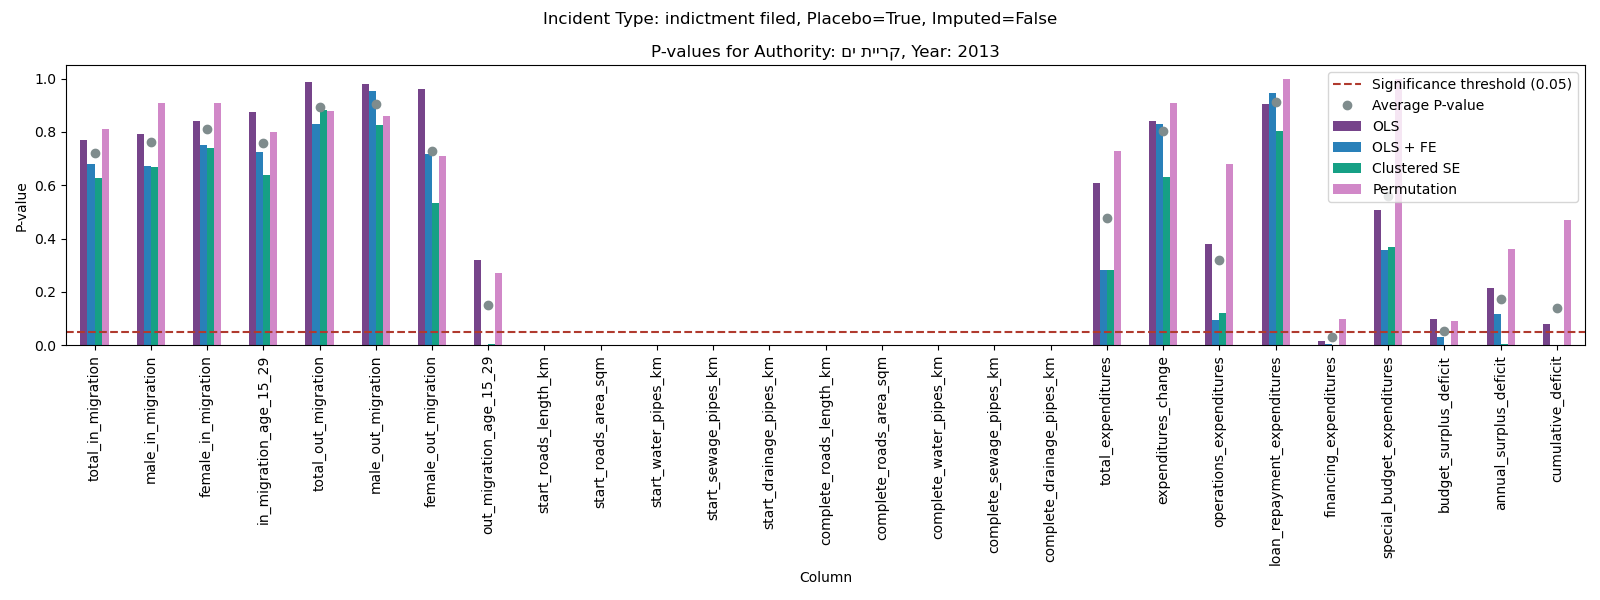 Incident Type: indictment filed, Placebo=True, Imputed=False
P-values for Authority: קריית ים, Year: 2013
P-value
1.0
0.8
0.6
0.4
0.2
0.0
Significance threshold (0.05)
Average P-value
OLS
OLS + FE
Clustered SE
Permutation
total_in_migration
male_in_migration
female_in_migration
in_migration_age_15_29
total_out_migration
male_out_migration
female_out_migration
out_migration_age_15_29
start_roads_length_km
start_roads_area_sqm
start_water_pipes_km
start_sewage_pipes_km
start_drainage_pipes_km
complete_roads_length_km
complete_roads_area_sqm
complete_water_pipes_km
complete_sewage_pipes_km
complete_drainage_pipes_km
total_expenditures
expenditures_change
operations_expenditures
loan_repayment_expenditures
financing_expenditures
special_budget_expenditures
budget_surplus_deficit
annual_surplus_deficit
cumulative_deficit
Column